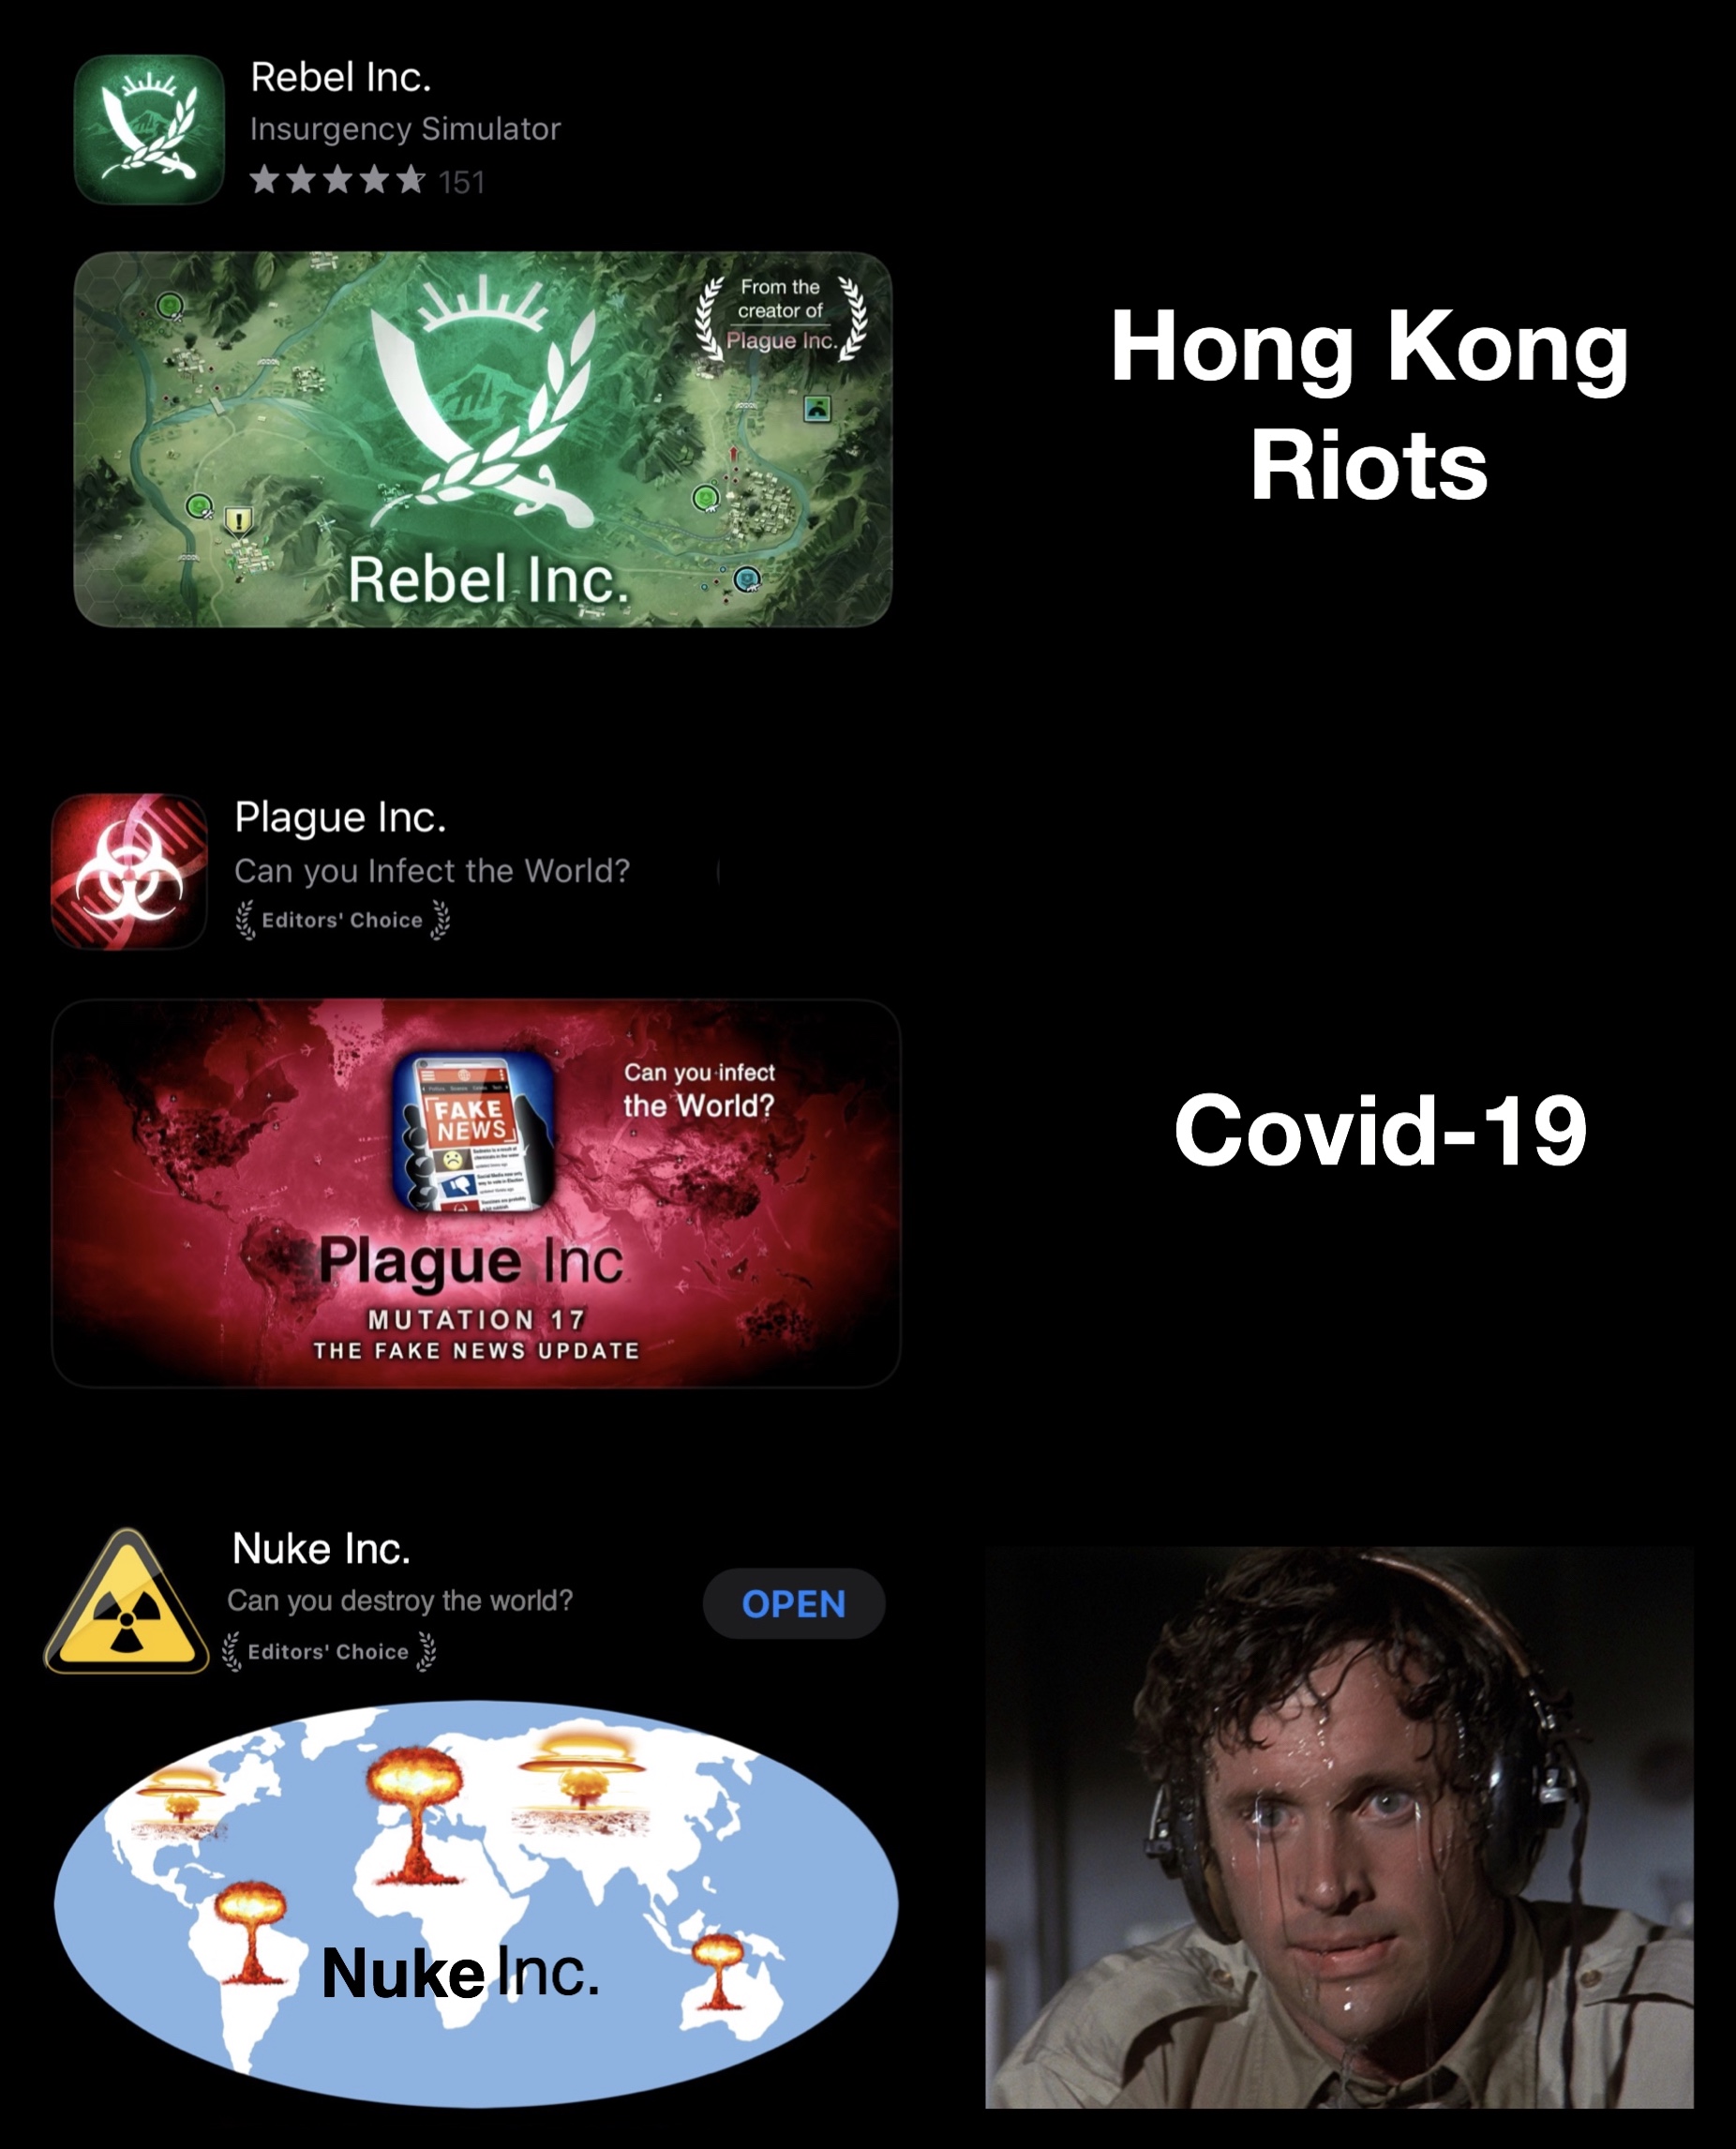 Rebel Inc.
Insurgency Simulator
151
From the
creator of
Plague Inc.
Rebel Inc.
Hong Kong
Riots
Plague Inc.
Can you Infect the World?
Editors' Choice
Can you infect
the World?
FAKE
NEWS
Plague Inc.
MUTATION 17
THE FAKE NEWS UPDATE
Covid-19
Nuke Inc.
Can you destroy the world?
Editors' Choice
OPEN
Nuke Inc.